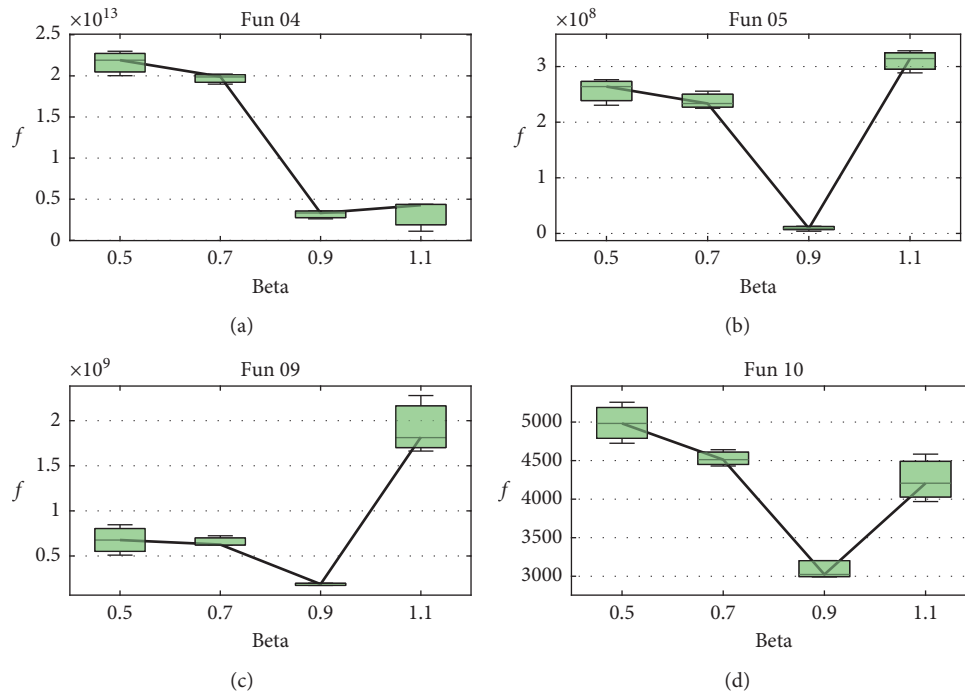 ×10^13
Fun 04
2.5
2
f
1.5
1
0.5
0
0.5 0.7 0.9 1.1
Beta
(a)
×10^8
Fun 05
3
f
2
1
0
0.5 0.7 0.9 1.1
Beta
(b)
×10^9
Fun 09
2
f
1.5
1
0.5
0.5 0.7 0.9 1.1
Beta
(c)
Fun 10
5000
4500
f
4000
3500
3000
0.5 0.7 0.9 1.1
Beta
(d)